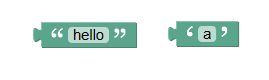 “ hello ” ‘ a ’